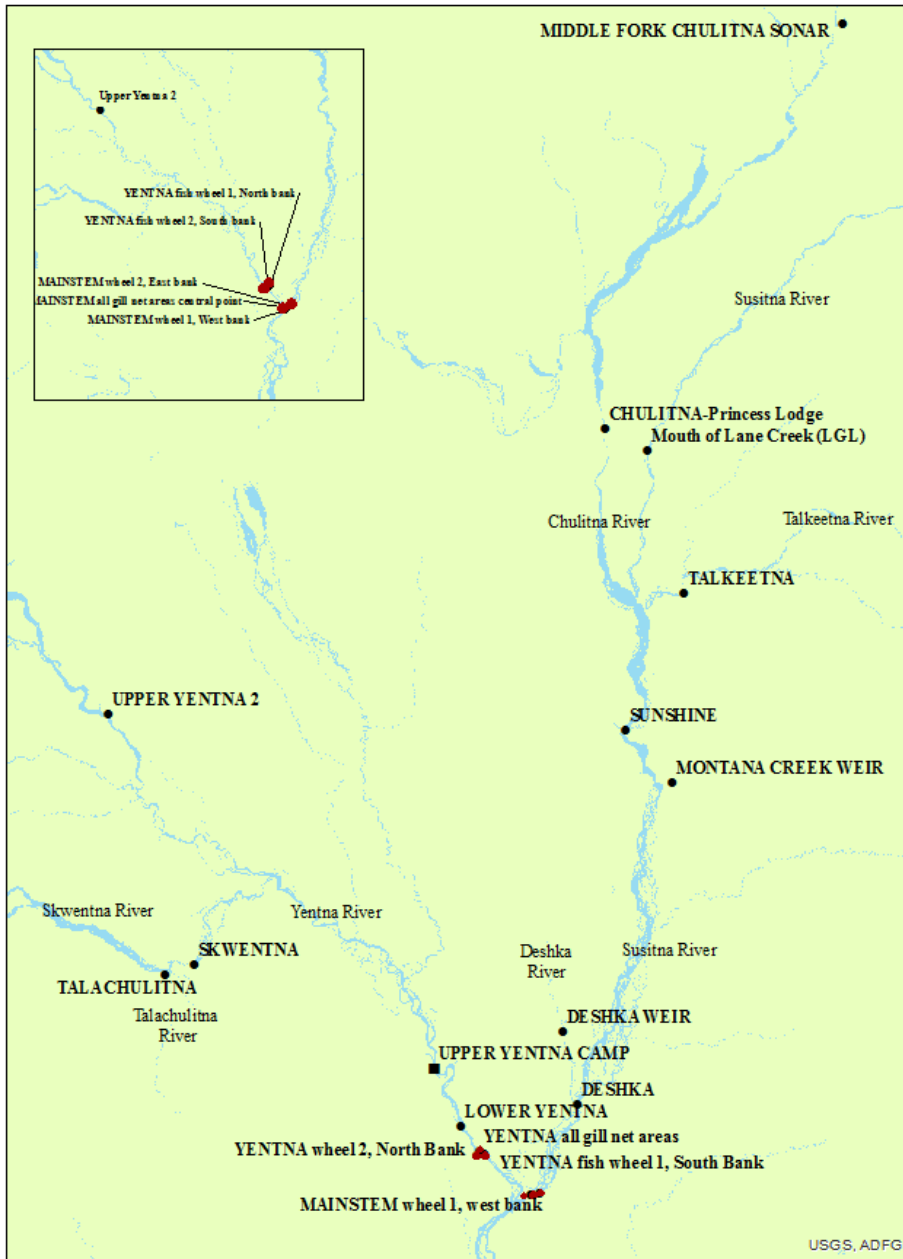 MIDDLE FORK CHULITNA SONAR
Upper Yentna 2
YENTNA fish wheel 1, North bank
YENTNA fish wheel 2, South bank
MAINSTEM wheel 2, East bank
MAINSTEM all gill net areas central point
MAINSTEM wheel 1, West bank
Susitna River
CHULITNA-Princess Lodge
Mouth of Lane Creek (LGL)
Chulitna River
Talkeetna River
TALKEETNA
UPPER YENTNA 2
SUNSHINE
MONTANA CREEK WEIR
Skwentna River
Yentna River
Deshka
River
Susitna River
SKWENTNA
TALACHULITNA
Talachulitna
River
DESHKA WEIR
UPPER YENTNA CAMP
DESHKA
LOWER YENTNA
YENTNA all gill net areas
YENTNA wheel 2, North Bank
YENTNA fish wheel 1, South Bank
MAINSTEM wheel 1, west bank
USGS, ADFG